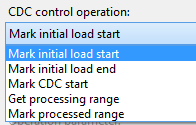 CDC control operation:
Mark initial load start
Mark initial load start
Mark initial load end
Mark CDC start
Get processing range
Mark processed range